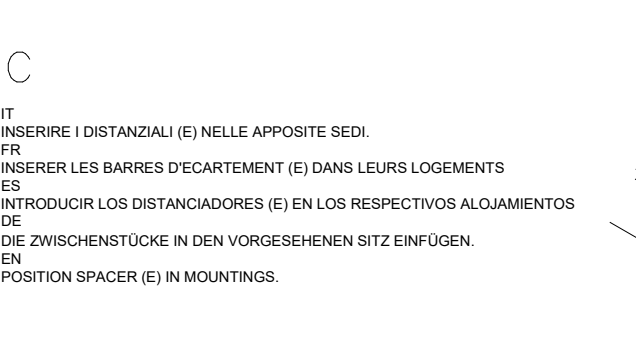 C
IT
INSERIRE I DISTANZIALI (E) NELLE APPOSITE SEDI.
FR
INSERER LES BARRES D'ECARTEMENT (E) DANS LEURS LOGEMENTS
ES
INTRODUCIR LOS DISTANCIADORES (E) EN LOS RESPECTIVOS ALOJAMIENTOS
DE
DIE ZWISCHENSTÜCKE IN DEN VORGESEHENEN SITZ EINFÜGEN.
EN
POSITION SPACER (E) IN MOUNTINGS.